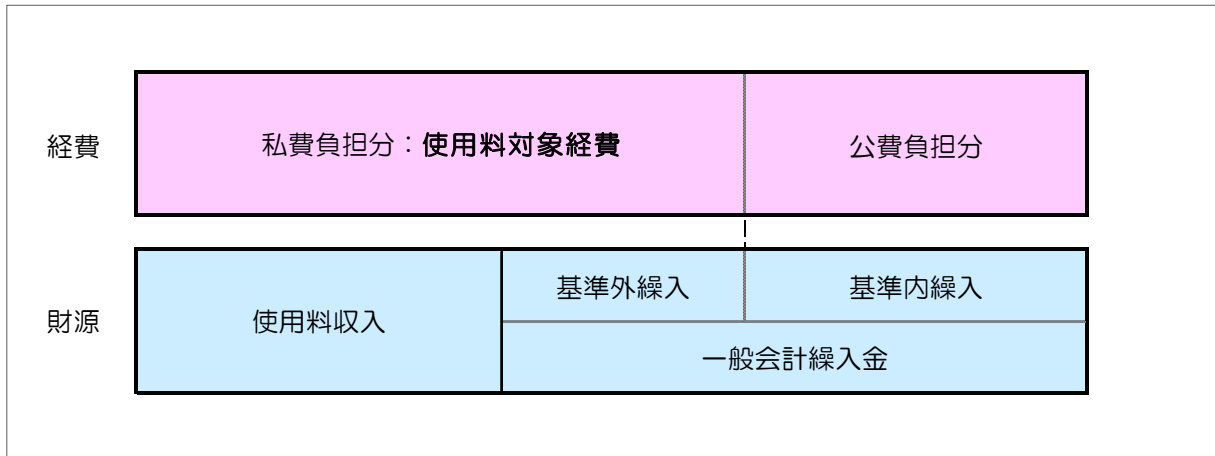 経費
私費負担分：使用料対象経費
公費負担分
財源
使用料収入
基準外繰入
基準内繰入
一般会計繰入金